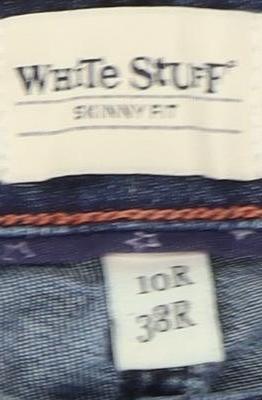 WHITE STUFF
SKINNY FIT
10R
38R